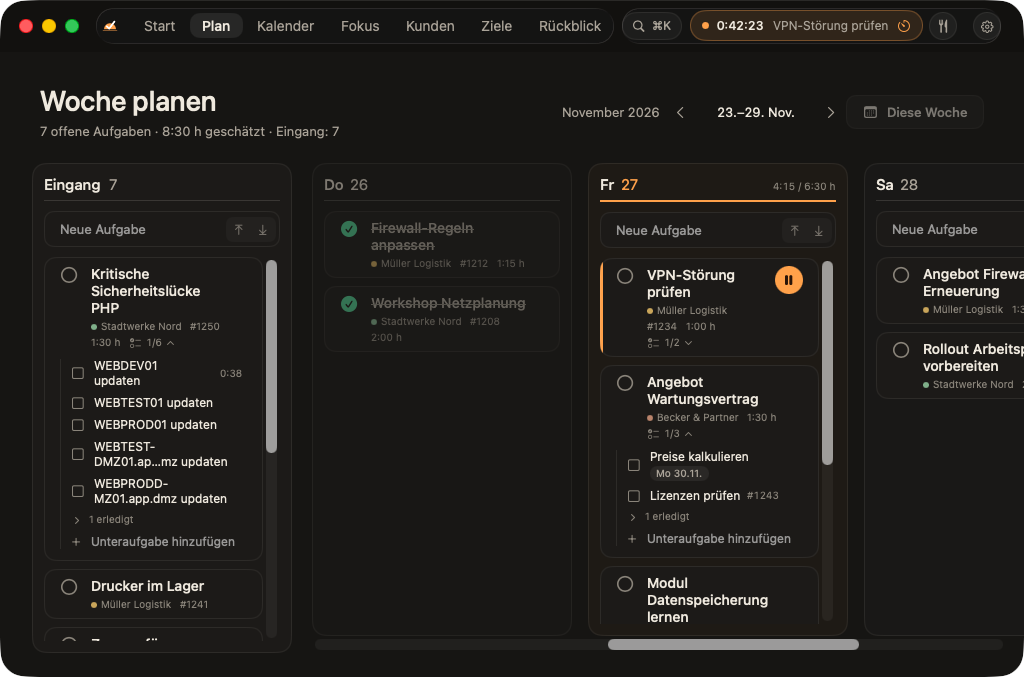 Start
Plan
Kalender
Fokus
Kunden
Ziele
Rückblick
⌘K
0:42:23 VPN-Störung prüfen
Woche planen
7 offene Aufgaben · 8:30 h geschätzt · Eingang: 7
November 2026
23.–29. Nov.
Diese Woche
Eingang 7
Neue Aufgabe
Kritische
Sicherheitslücke
PHP
Stadtwerke Nord #1250
1:30 h 1/6
WEBDEV01
updaten
0:38
WEBTEST01 updaten
WEBPROD01 updaten
WEBTEST-
DMZ01.ap…mz updaten
WEBPRODD-
MZ01.app.dmz updaten
1 erledigt
+ Unteraufgabe hinzufügen
Drucker im Lager
Müller Logistik #1241
Do 26
Firewall-Regeln
anpassen
Müller Logistik #1212 1:15 h
Workshop Netzplanung
Stadtwerke Nord #1208
2:00 h
Fr 27
4:15 / 6:30 h
Neue Aufgabe
VPN-Störung
prüfen
Müller Logistik
#1234 1:00 h
1/2
Angebot
Wartungsvertrag
Becker & Partner 1:30 h
1/3
Preise kalkulieren
Mo 30.11.
Lizenzen prüfen #1243
1 erledigt
+ Unteraufgabe hinzufügen
Modul
Datenspeicherung
lernen
Sa 28
Neue Aufgabe
Angebot Firewa
Erneuerung
Müller Logistik
Rollout Arbeitsp
vorbereiten
Stadtwerke Nord